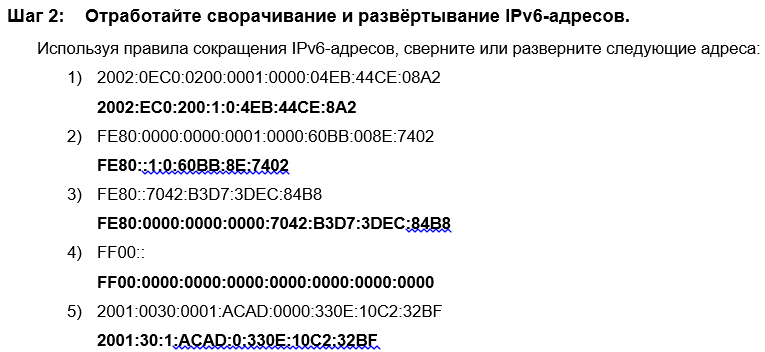 Шаг 2: Отработайте сворачивание и развёртывание IPv6-адресов.
Используя правила сокращения IPv6-адресов, сверните или разверните следующие адреса:
1) 2002:0EC0:0200:0001:0000:04EB:44CE:08A2
2002:EC0:200:1:0:4EB:44CE:8A2
2) FE80:0000:0000:0001:0000:60BB:008E:7402
FE80::1:0:60BB:8E:7402
3) FE80::7042:B3D7:3DEC:84B8
FE80:0000:0000:0000:7042:B3D7:3DEC:84B8
4) FF00::
FF00:0000:0000:0000:0000:0000:0000:0000
5) 2001:0030:0001:ACAD:0000:330E:10C2:32BF
2001:30:1:ACAD:0:330E:10C2:32BF